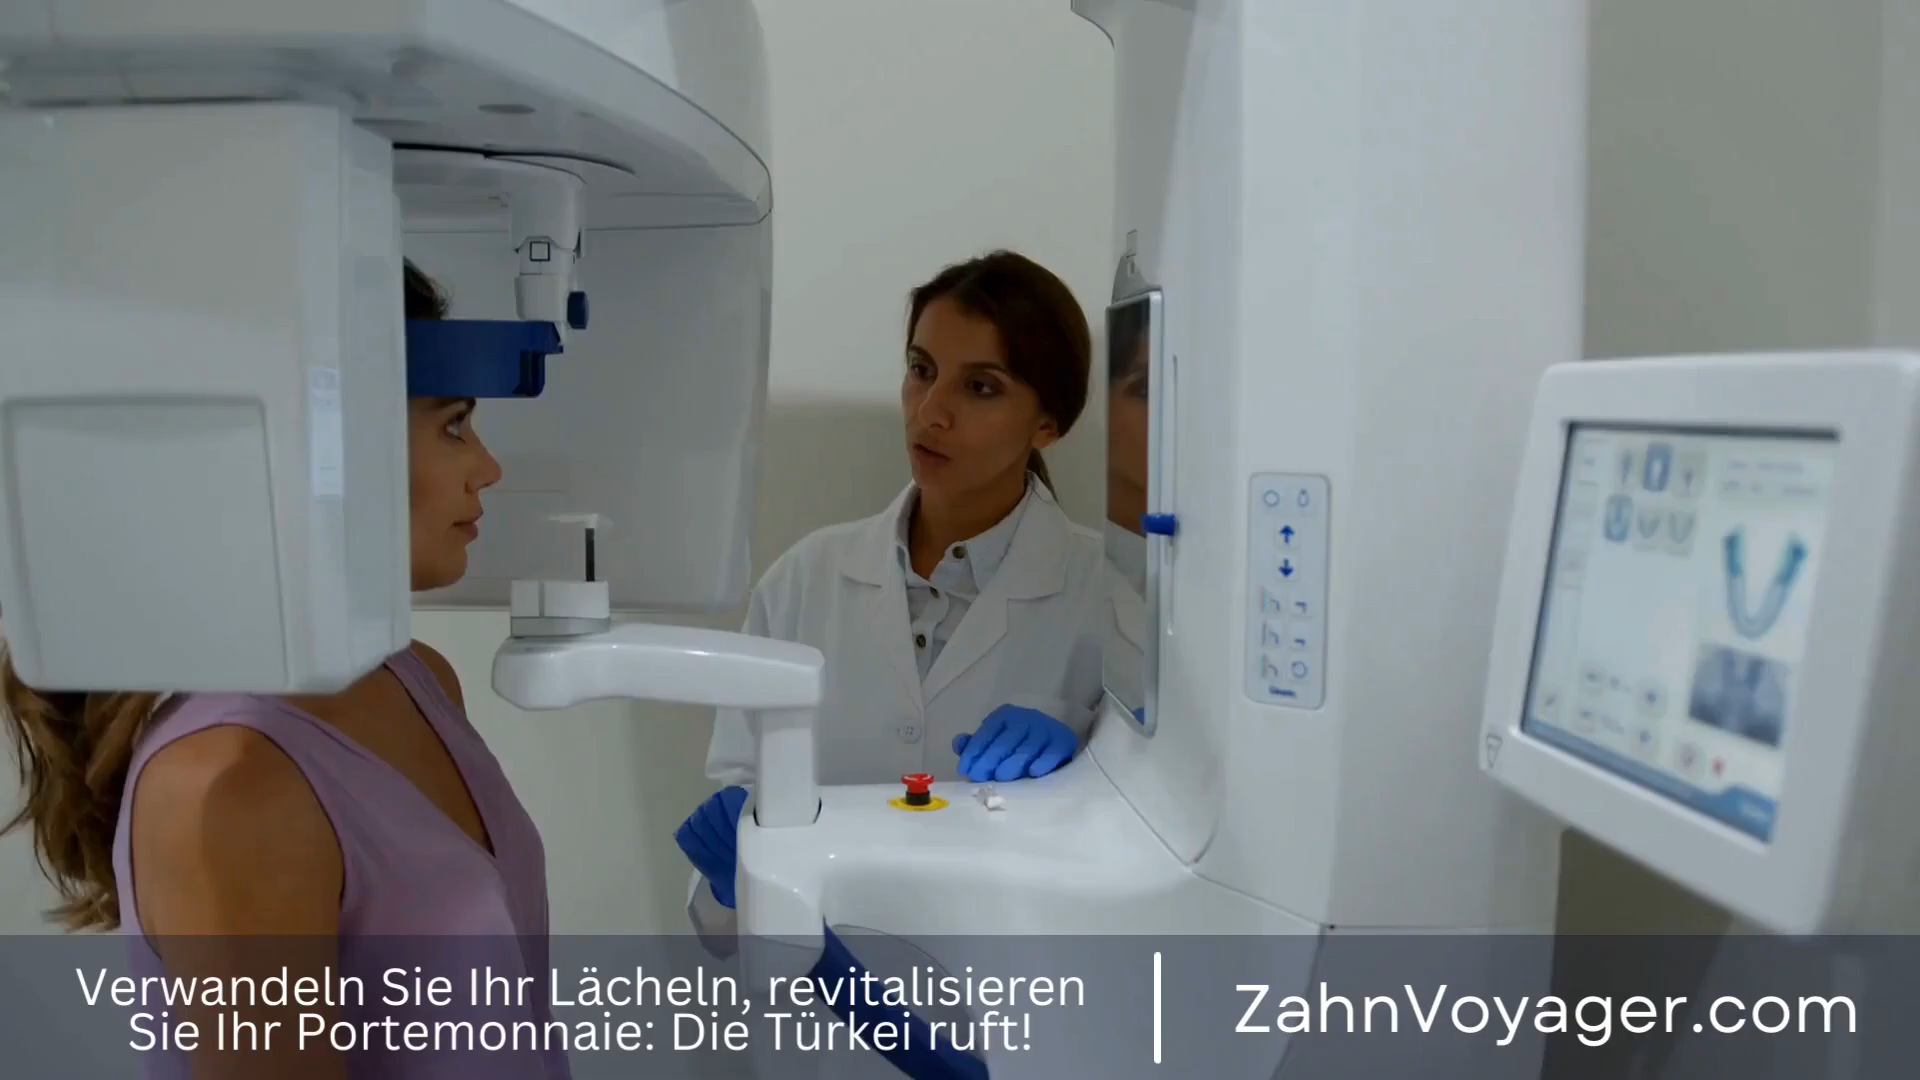 Verwandeln Sie Ihr Lächeln, revitalisieren
Sie Ihr Portemonnaie: Die Türkei ruft!
ZahnVoyager.com